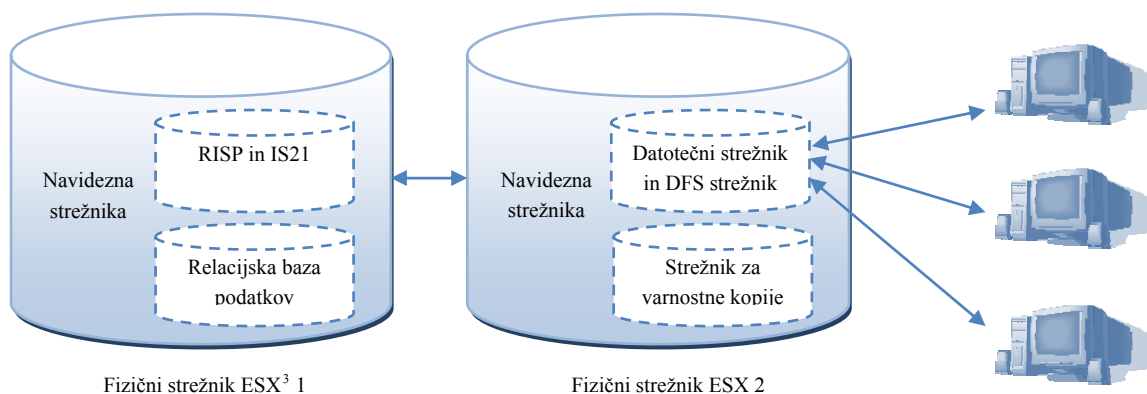 RISP in IS21
Navidezna
strežnika
Relacijska baza
podatkov
Datotečni strežnik
in DFS strežnik
Navidezna
strežnika
Strežnik za
varnostne kopije
Fizični strežnik ESX³ 1
Fizični strežnik ESX 2